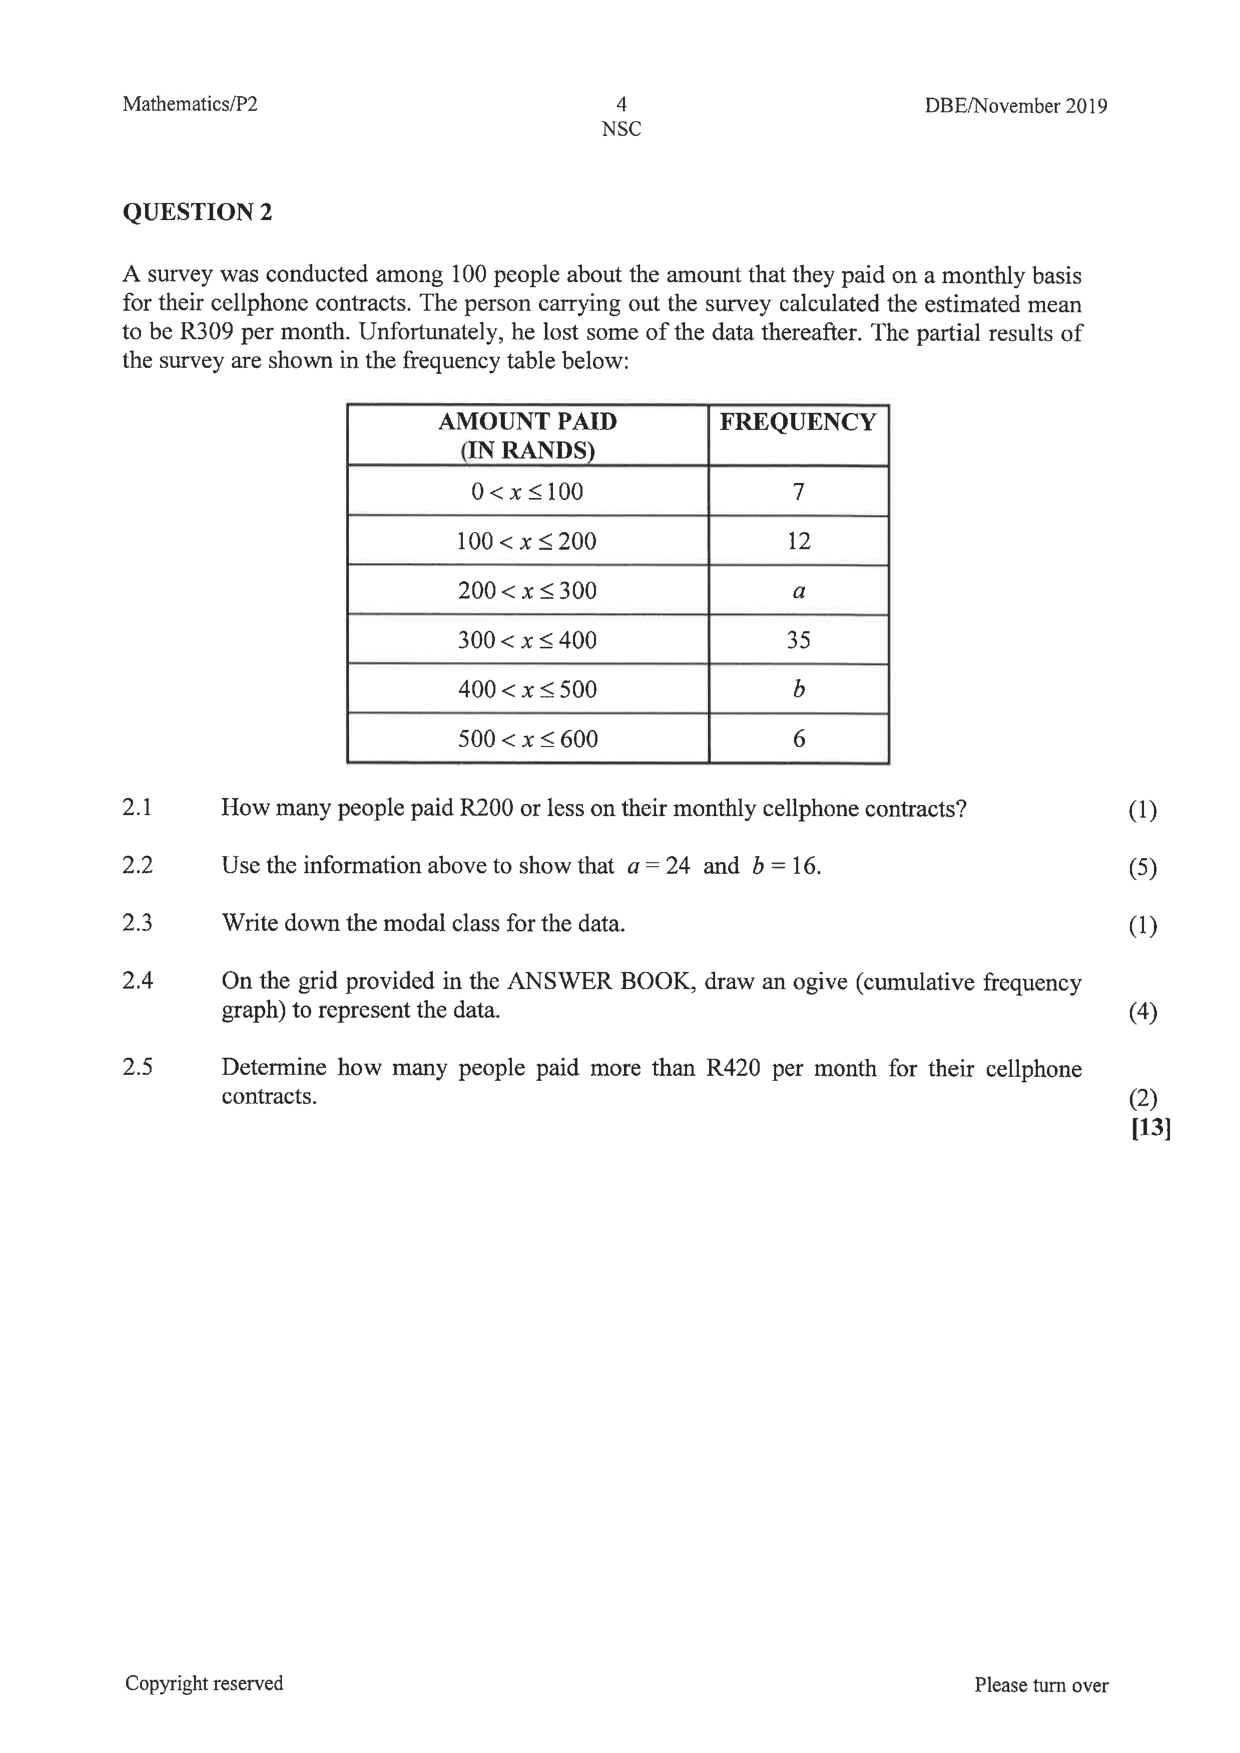 Mathematics/P2 4 DBE/November 2019
NSC
QUESTION 2
A survey was conducted among 100 people about the amount that they paid on a monthly basis
for their cellphone contracts. The person carrying out the survey calculated the estimated mean
to be R309 per month. Unfortunately, he lost some of the data thereafter. The partial results of
the survey are shown in the frequency table below:
AMOUNT PAID FREQUENCY
(IN RANDS)
0 < x ≤ 100 7
100 < x ≤ 200 12
200 < x ≤ 300 a
300 < x ≤ 400 35
400 < x ≤ 500 b
500 < x ≤ 600 6
2.1 How many people paid R200 or less on their monthly cellphone contracts? (1)
2.2 Use the information above to show that a = 24 and b = 16. (5)
2.3 Write down the modal class for the data. (1)
2.4 On the grid provided in the ANSWER BOOK, draw an ogive (cumulative frequency
graph) to represent the data. (4)
2.5 Determine how many people paid more than R420 per month for their cellphone
contracts. (2)
[13]
Copyright reserved Please turn over